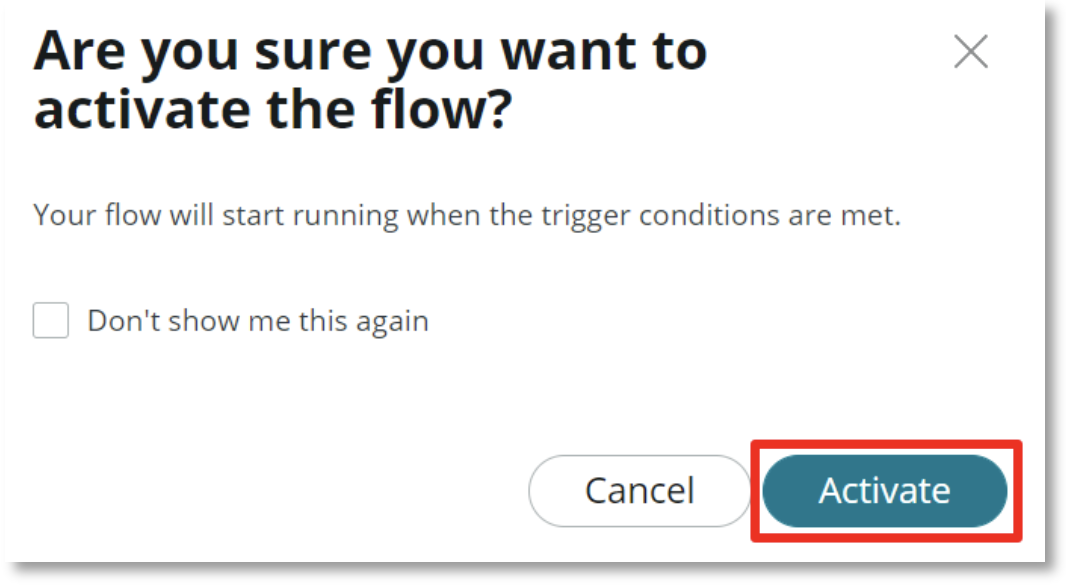 Are you sure you want to
activate the flow?
Your flow will start running when the trigger conditions are met.
Don't show me this again
Cancel
Activate